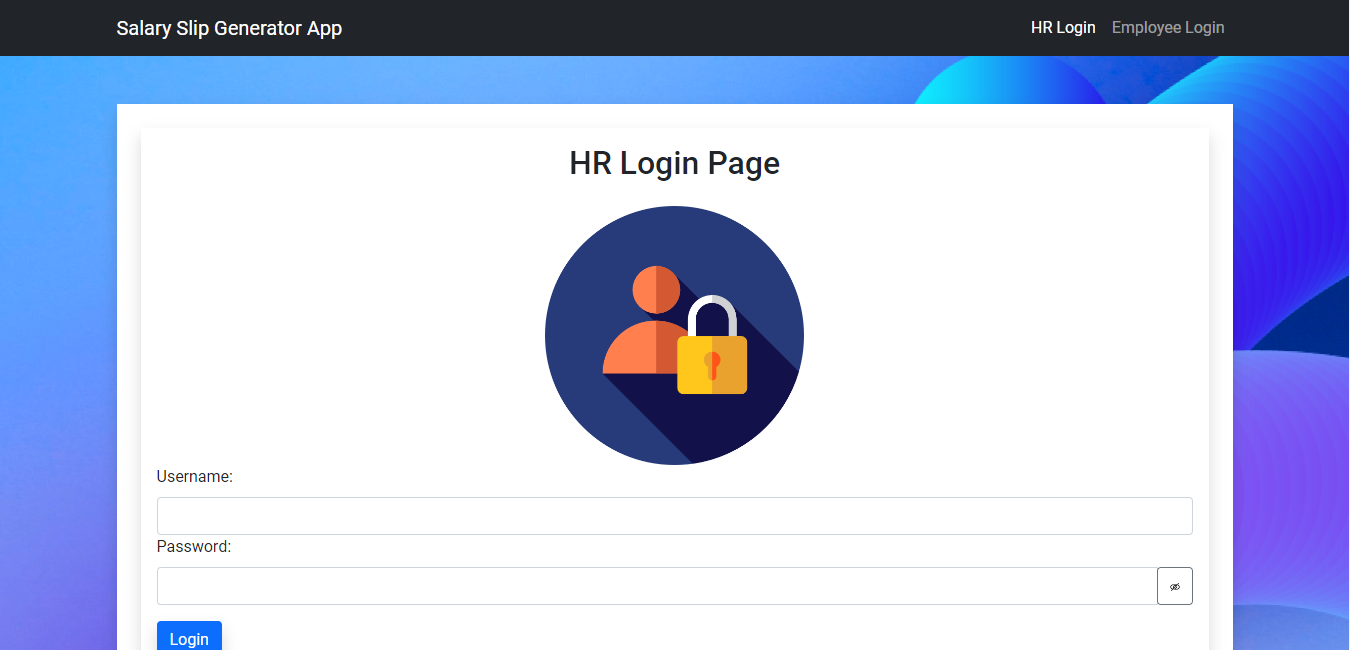 Salary Slip Generator App
HR Login Employee Login
HR Login Page
Username:
Password:
Login